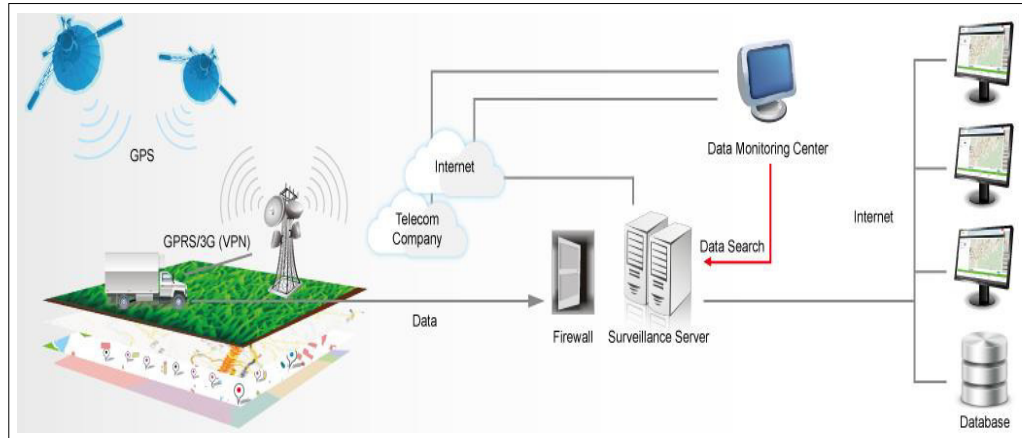 GPS
GPRS/3G (VPN)
Data
Internet
Telecom
Company
Data Monitoring Center
Data Search
Firewall
Surveillance Server
Internet
Database